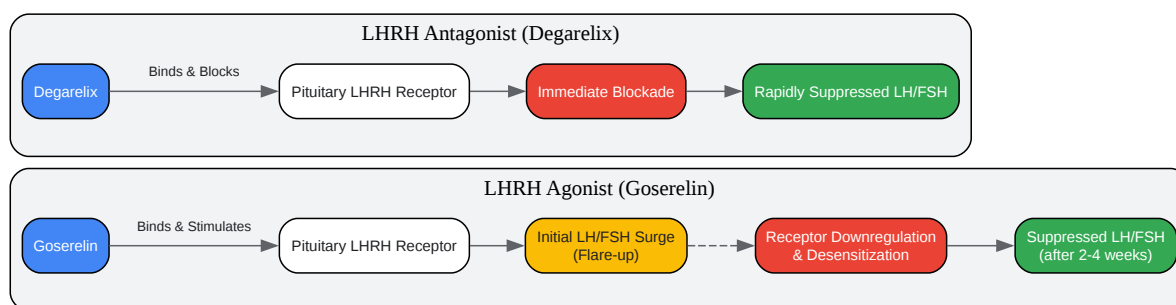 LHRH Antagonist (Degarelix)
Degarelix
Binds & Blocks
Pituitary LHRH Receptor
Immediate Blockade
Rapidly Suppressed LH/FSH
LHRH Agonist (Goserelin)
Goserelin
Binds & Stimulates
Pituitary LHRH Receptor
Initial LH/FSH Surge
(Flare-up)
Receptor Downregulation
& Desensitization
Suppressed LH/FSH
(after 2-4 weeks)